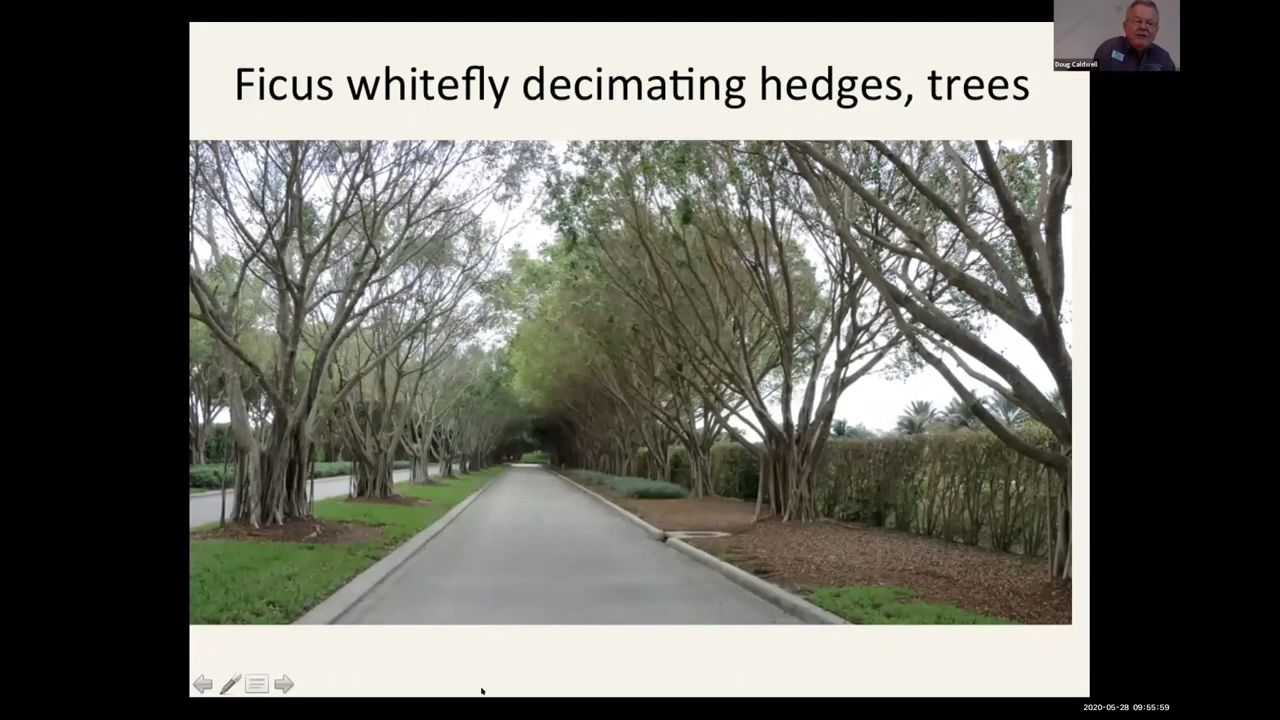 Doug Caldwell
Ficus whitefly decimating hedges, trees
2020-05-28 09:55:59